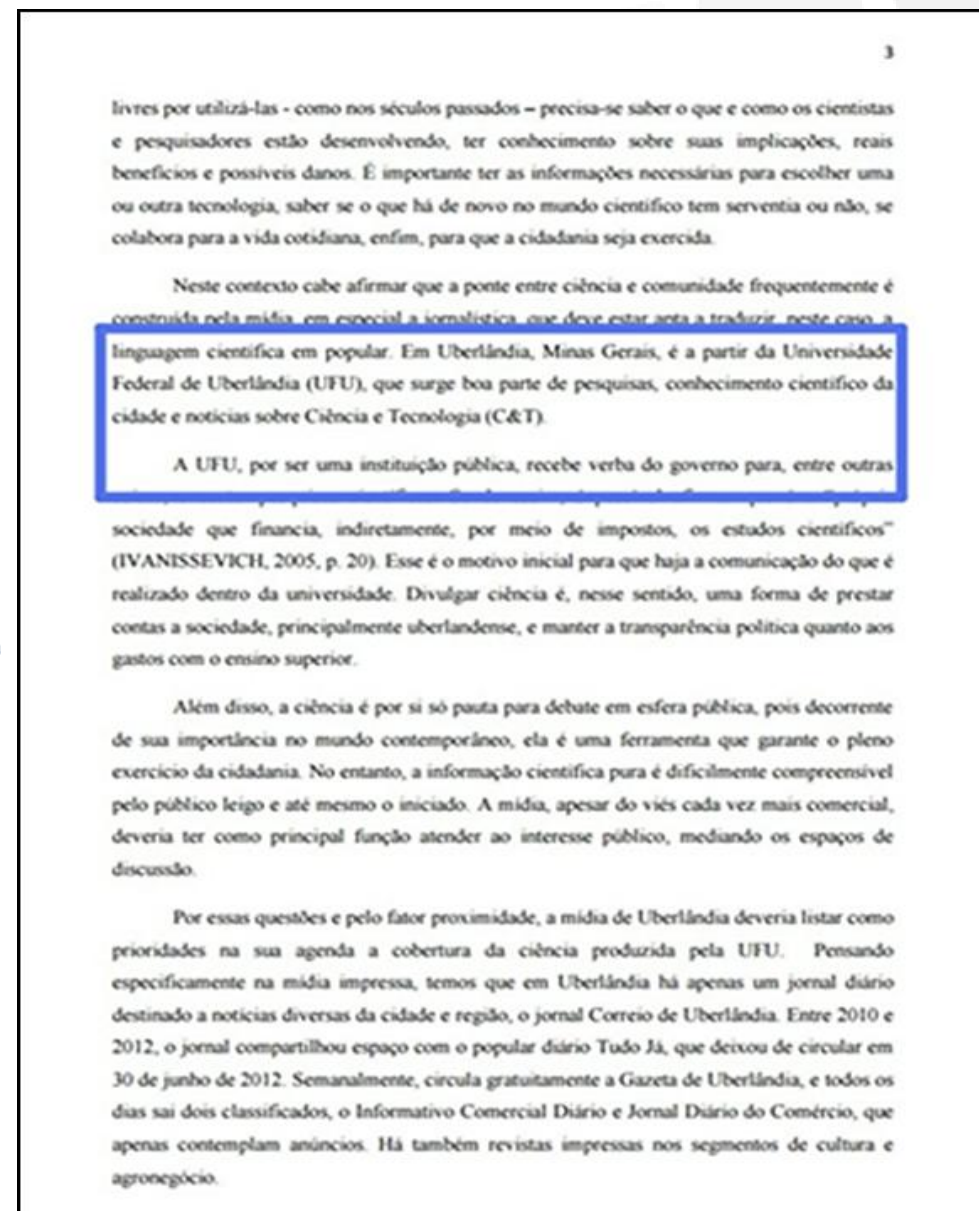 3
livres por utilizá-las - como nos séculos passados – precisa-se saber o que e como os cientistas
e pesquisadores estão desenvolvendo, ter conhecimento sobre suas implicações, reais
benefícios e possíveis danos. É importante ter as informações necessárias para escolher uma
ou outra tecnologia, saber se o que há de novo no mundo científico tem serventia ou não, se
colabora para a vida cotidiana, enfim, para que a cidadania seja exercida.
Neste contexto cabe afirmar que a ponte entre ciência e comunidade frequentemente é
construída pela mídia, em especial a jornalística, que deve estar apta a traduzir, neste caso, a
linguagem científica em popular. Em Uberlândia, Minas Gerais, é a partir da Universidade
Federal de Uberlândia (UFU), que surge boa parte de pesquisas, conhecimento científico da
cidade e notícias sobre Ciência e Tecnologia (C&T).
A UFU, por ser uma instituição pública, recebe verba do governo para, entre outras
sociedade que financia, indiretamente, por meio de impostos, os estudos científicos"
(IVANISSEVICH, 2005, p. 20). Esse é o motivo inicial para que haja a comunicação do que é
realizado dentro da universidade. Divulgar ciência é, nesse sentido, uma forma de prestar
contas a sociedade, principalmente uberlandense, e manter a transparência política quanto aos
gastos com o ensino superior.
Além disso, a ciência é por si só pauta para debate em esfera pública, pois decorrente
de sua importância no mundo contemporâneo, ela é uma ferramenta que garante o pleno
exercício da cidadania. No entanto, a informação científica pura é dificilmente compreensível
pelo público leigo e até mesmo o iniciado. A mídia, apesar do viés cada vez mais comercial,
deveria ter como principal função atender ao interesse público, mediando os espaços de
discussão.
Por essas questões e pelo fator proximidade, a mídia de Uberlândia deveria listar como
prioridades na sua agenda a cobertura da ciência produzida pela UFU. Pensando
especificamente na mídia impressa, temos que em Uberlândia há apenas um jornal diário
destinado a notícias diversas da cidade e região, o jornal Correio de Uberlândia. Entre 2010 e
2012, o jornal compartilhou espaço com o popular diário Tudo Já, que deixou de circular em
30 de junho de 2012. Semanalmente, circula gratuitamente a Gazeta de Uberlândia, e todos os
dias sai dois classificados, o Informativo Comercial Diário e Jornal Diário do Comércio, que
apenas contemplam anúncios. Há também revistas impressas nos segmentos de cultura e
agronegócio.